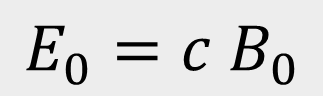 E₀ = c B₀